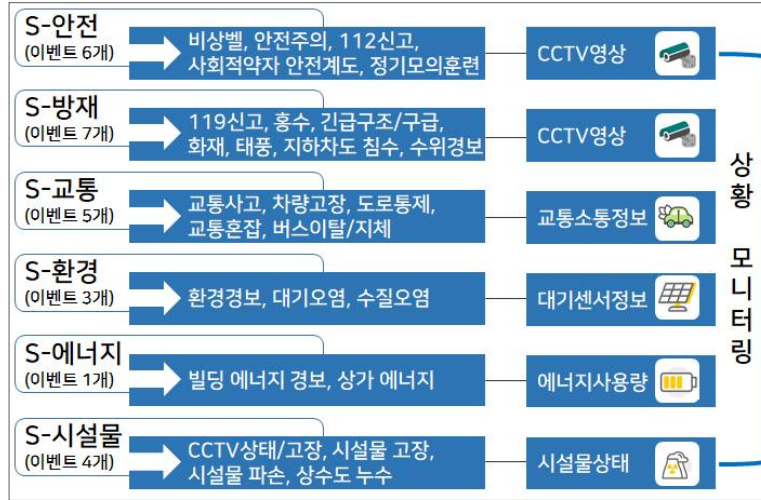 S-안전
(이벤트 6개)
비상벨, 안전주의, 112신고,
사회적약자 안전계도, 정기모의훈련
CCTV영상
S-방재
(이벤트 7개)
119신고, 홍수, 긴급구조/구급,
화재, 태풍, 지하차도 침수, 수위경보
CCTV영상
S-교통
(이벤트 5개)
교통사고, 차량고장, 도로통제,
교통혼잡, 버스이탈/지체
교통소통정보
S-환경
(이벤트 3개)
환경경보, 대기오염, 수질오염
대기센서정보
S-에너지
(이벤트 1개)
빌딩 에너지 경보, 상가 에너지
에너지사용량
S-시설물
(이벤트 4개)
CCTV상태/고장, 시설물 고장,
시설물 파손, 상수도 누수
시설물상태
상황 모니터링